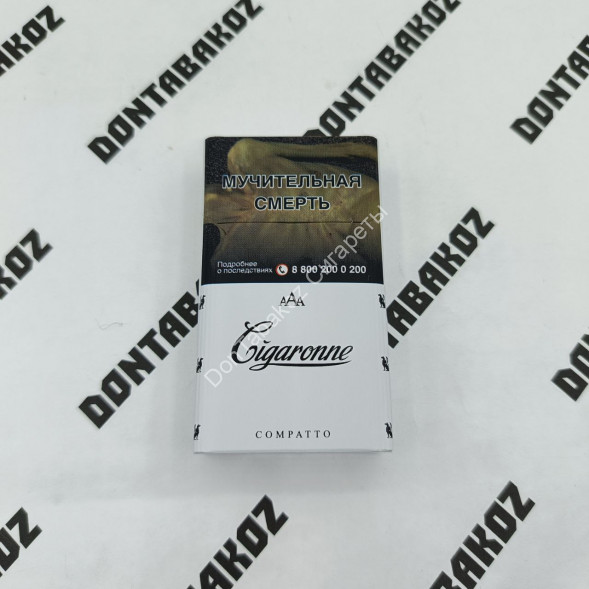 DONTABAKOZ
DONTABAKOZ
DONTABAKOZ
МУЧИТЕЛЬНАЯ
СМЕРТЬ
Подробнее
о последствиях 8 800 200 0 200
AAA
Cigaronne
COMPATTO
DonTabakoz Сигареты
DONTABAKOZ
DONTABAKOZ
DONTABAKOZ